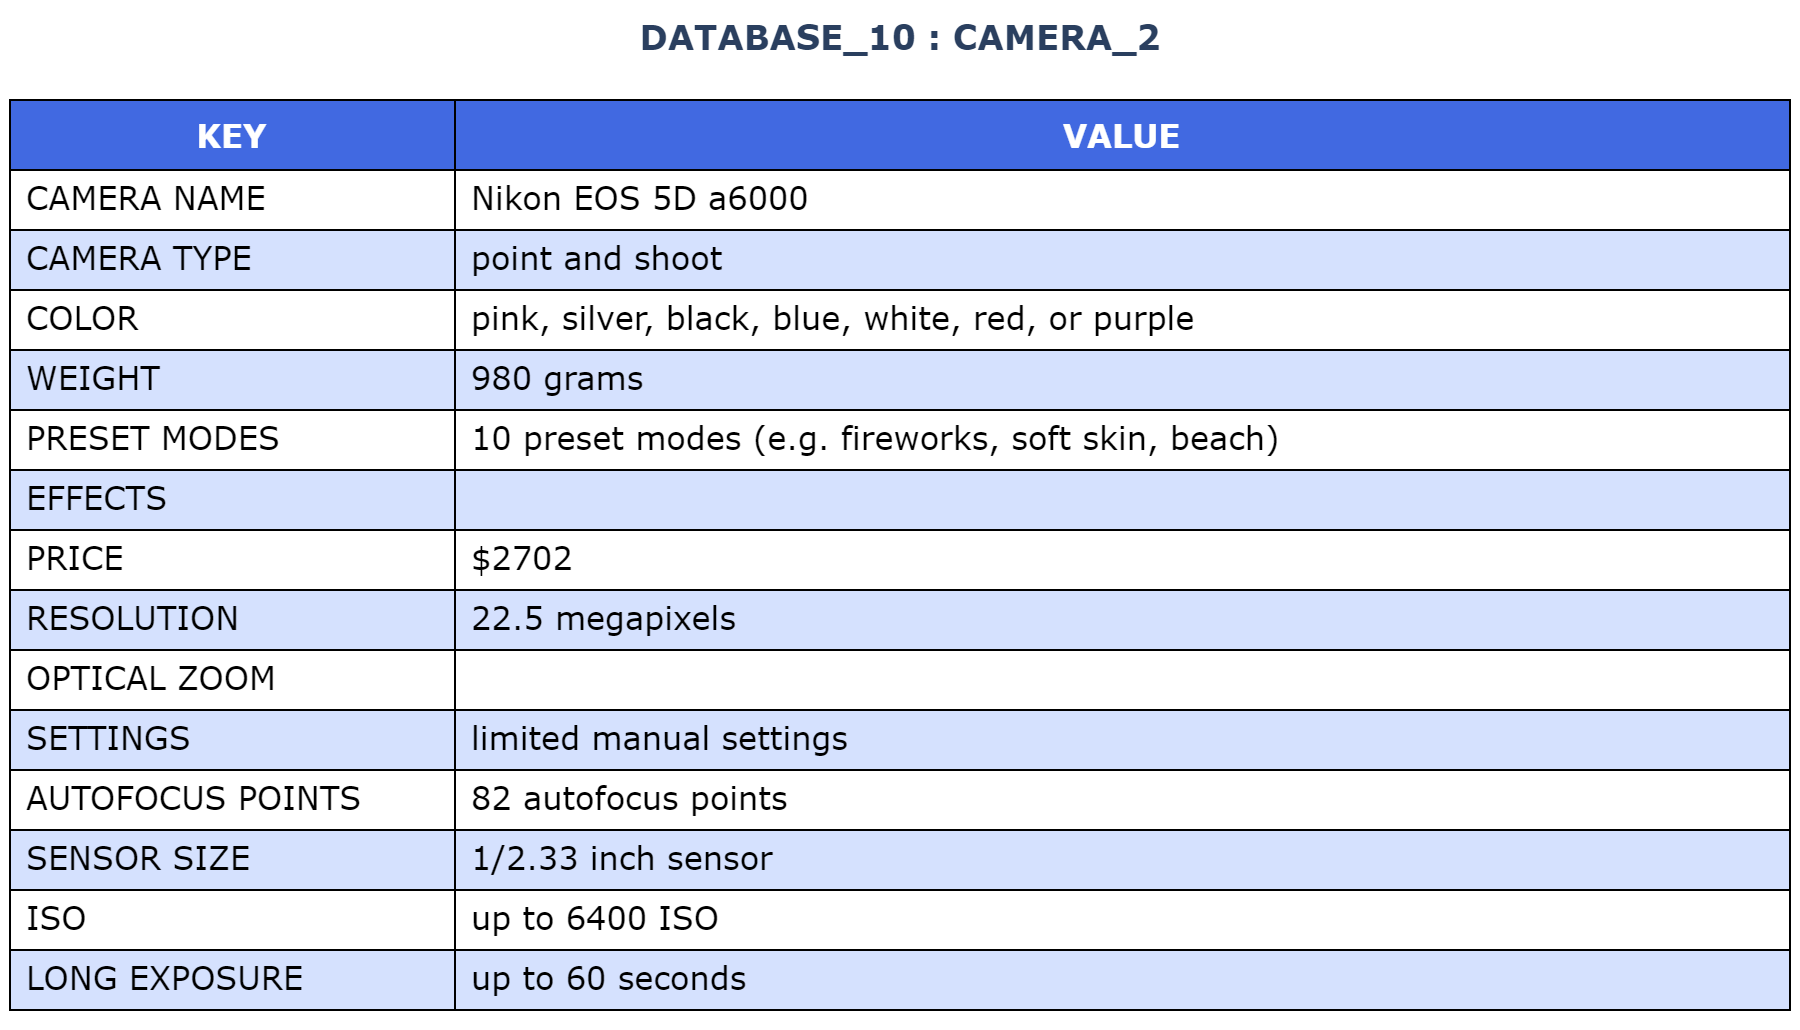 DATABASE_10 : CAMERA_2
KEY VALUE
CAMERA NAME Nikon EOS 5D a6000
CAMERA TYPE point and shoot
COLOR pink, silver, black, blue, white, red, or purple
WEIGHT 980 grams
PRESET MODES 10 preset modes (e.g. fireworks, soft skin, beach)
EFFECTS
PRICE $2702
RESOLUTION 22.5 megapixels
OPTICAL ZOOM
SETTINGS limited manual settings
AUTOFOCUS POINTS 82 autofocus points
SENSOR SIZE 1/2.33 inch sensor
ISO up to 6400 ISO
LONG EXPOSURE up to 60 seconds